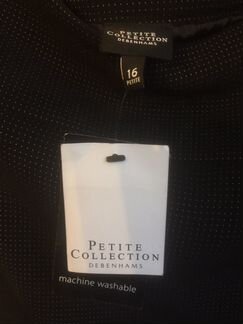 PETITE
COLLECTION
DEBENHAMS
16
PETITE
PETITE
COLLECTION
DEBENHAMS
machine washable